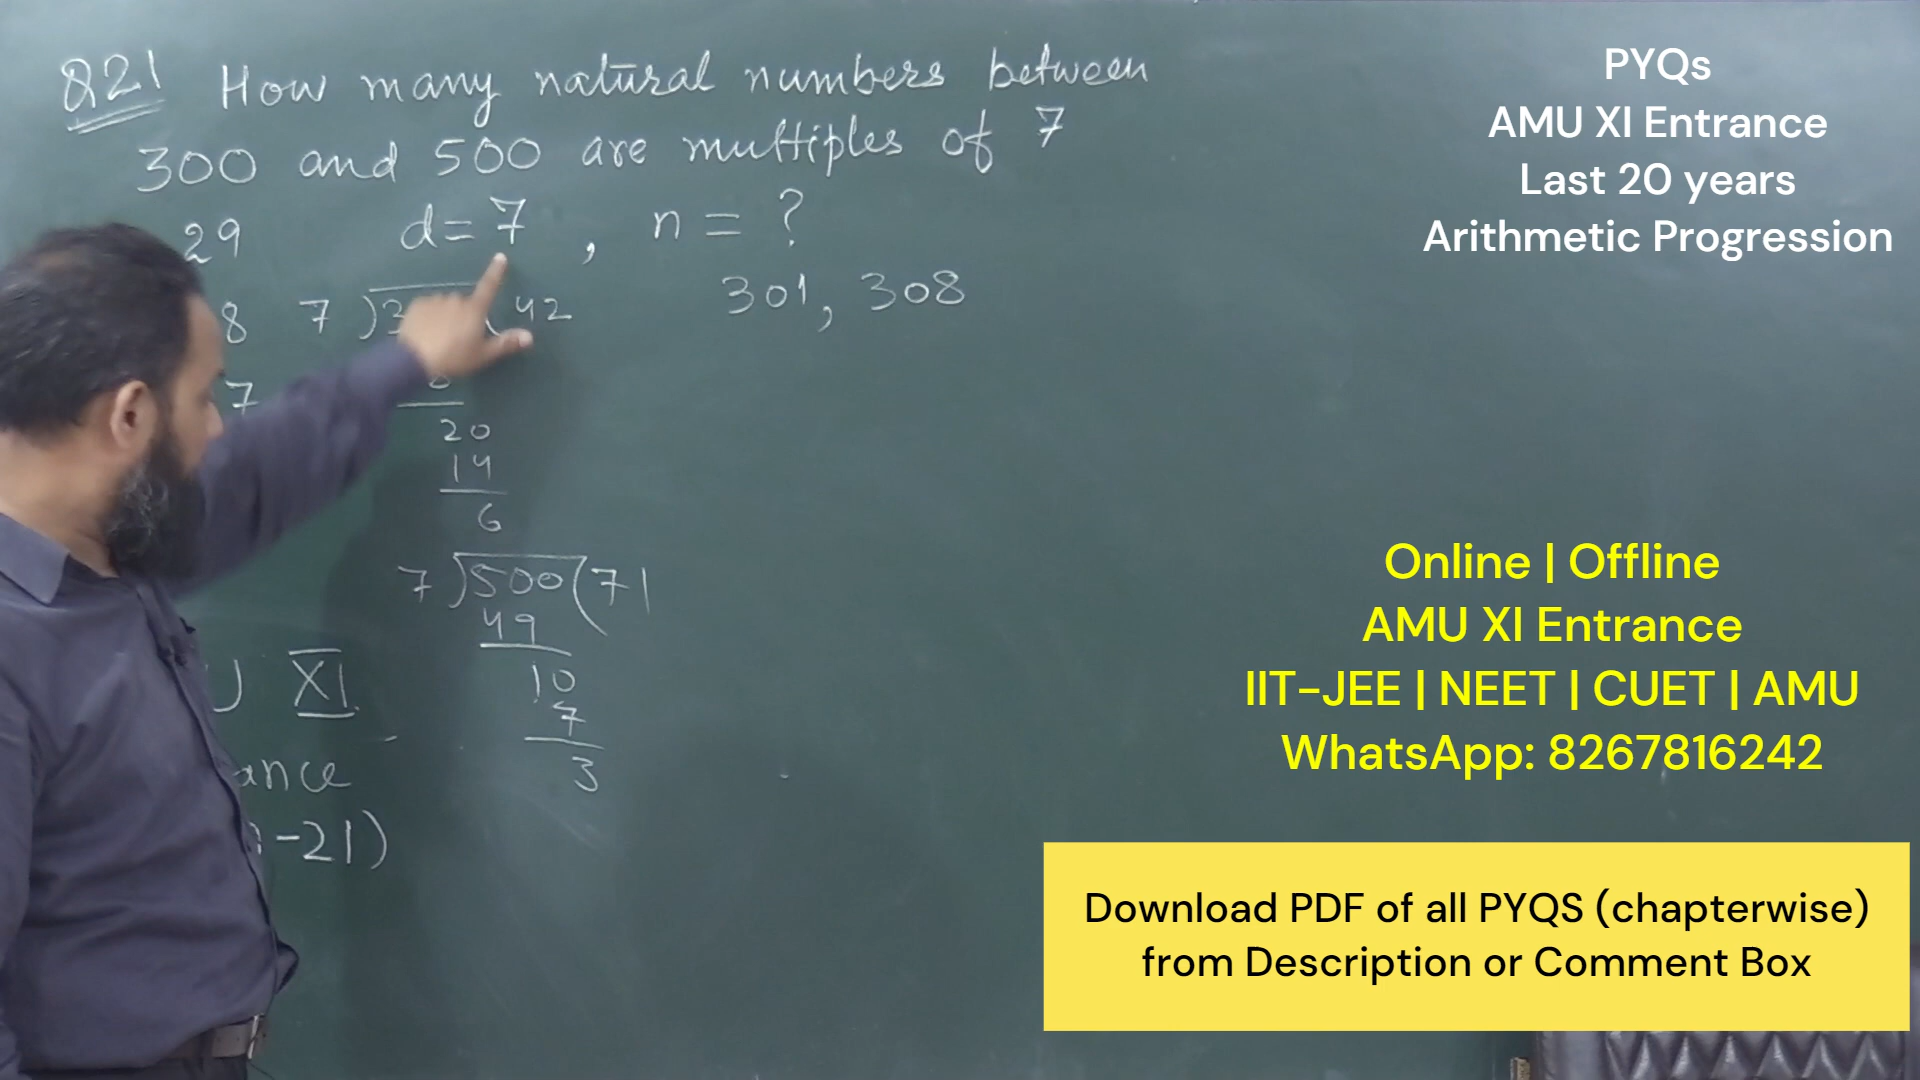 Q21 How many natural numbers between
300 and 500 are multiples of 7
29
8
7
d = 7 , n = ?
301, 308
7 ) 3 ( 42
20
14
6
7 ) 500 ( 71
49
10
7
3
XI
ance
-21)
PYQs
AMU XI Entrance
Last 20 years
Arithmetic Progression
Online | Offline
AMU XI Entrance
IIT-JEE | NEET | CUET | AMU
WhatsApp: 8267816242
Download PDF of all PYQS (chapterwise)
from Description or Comment Box